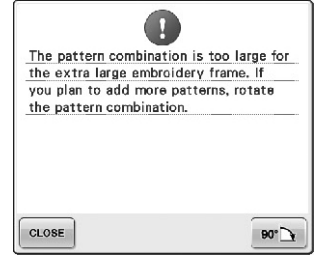 !
The pattern combination is too large for
the extra large embroidery frame. If
you plan to add more patterns, rotate
the pattern combination.
CLOSE 90°